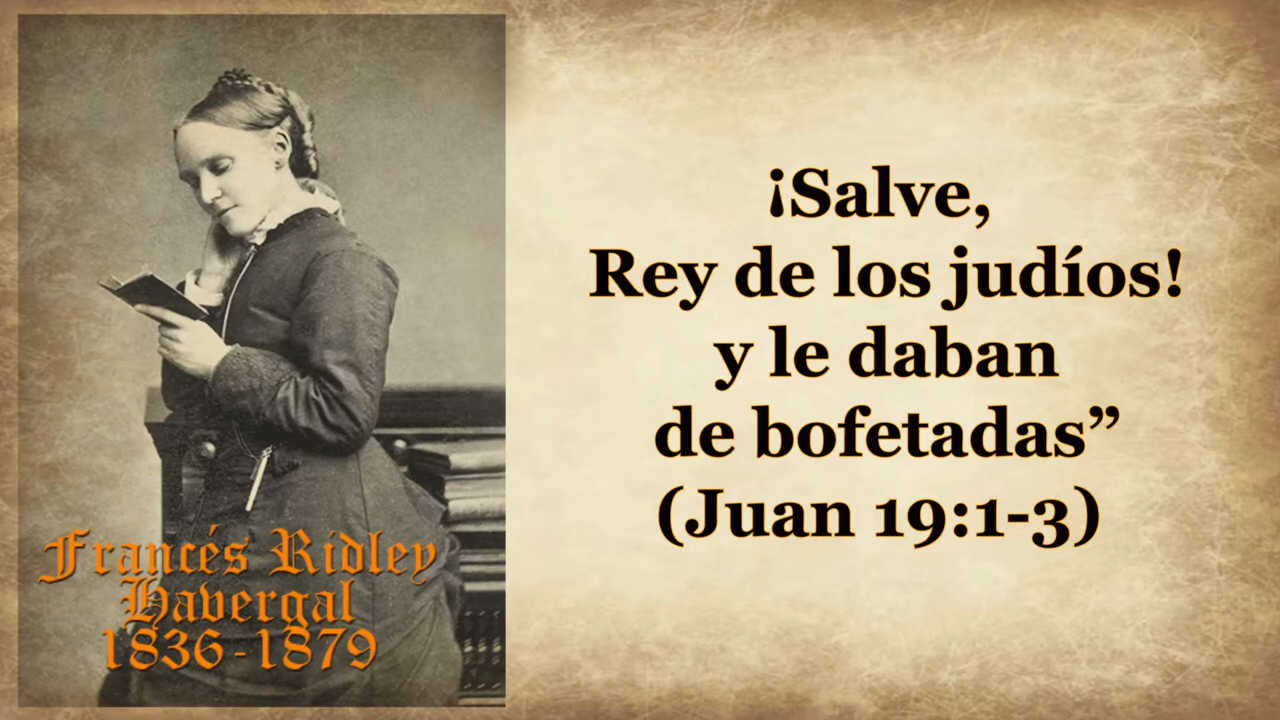 Francés Ridley
Havergal
1836-1879
¡Salve,
Rey de los judíos!
y le daban
de bofetadas”
(Juan 19:1-3)